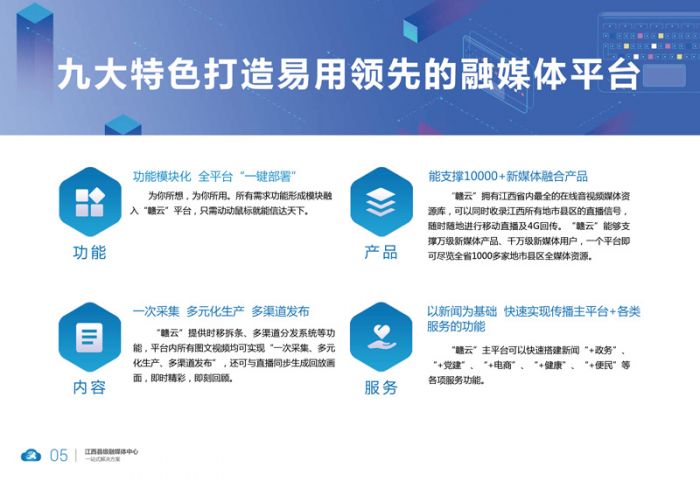 九大特色打造易用领先的融媒体平台
功能
功能模块化 全平台“一键部署”
为你所想，为你所用。所有需求功能形成模块融
入“赣云”平台，只需动动鼠标就能信达天下。
产品
能支撑10000+新媒体融合产品
“赣云”拥有江西省内最全的在线音视频媒体资
源库，可以同时收录江西所有地市县区的直播信号，
随时随地进行移动直播及4G回传。“赣云”能够支
撑万级新媒体产品、千万级新媒体用户，一个平台即
可尽览全省1000多家地市县区全媒体资源。
内容
一次采集 多元化生产 多渠道发布
“赣云”提供时移拆条、多渠道分发系统等功
能，平台内所有图文视频均可实现“一次采集、多元
化生产、多渠道发布”，还可与直播同步生成回放画
面，即时精彩，即刻回顾。
服务
以新闻为基础 快速实现传播主平台+各类
服务的功能
“赣云”主平台可以快速搭建新闻“+政务”、
“+党建”、“+电商”、“+健康”、“+便民”等
各项服务功能。
05
江西县级融媒体中心
一站式解决方案